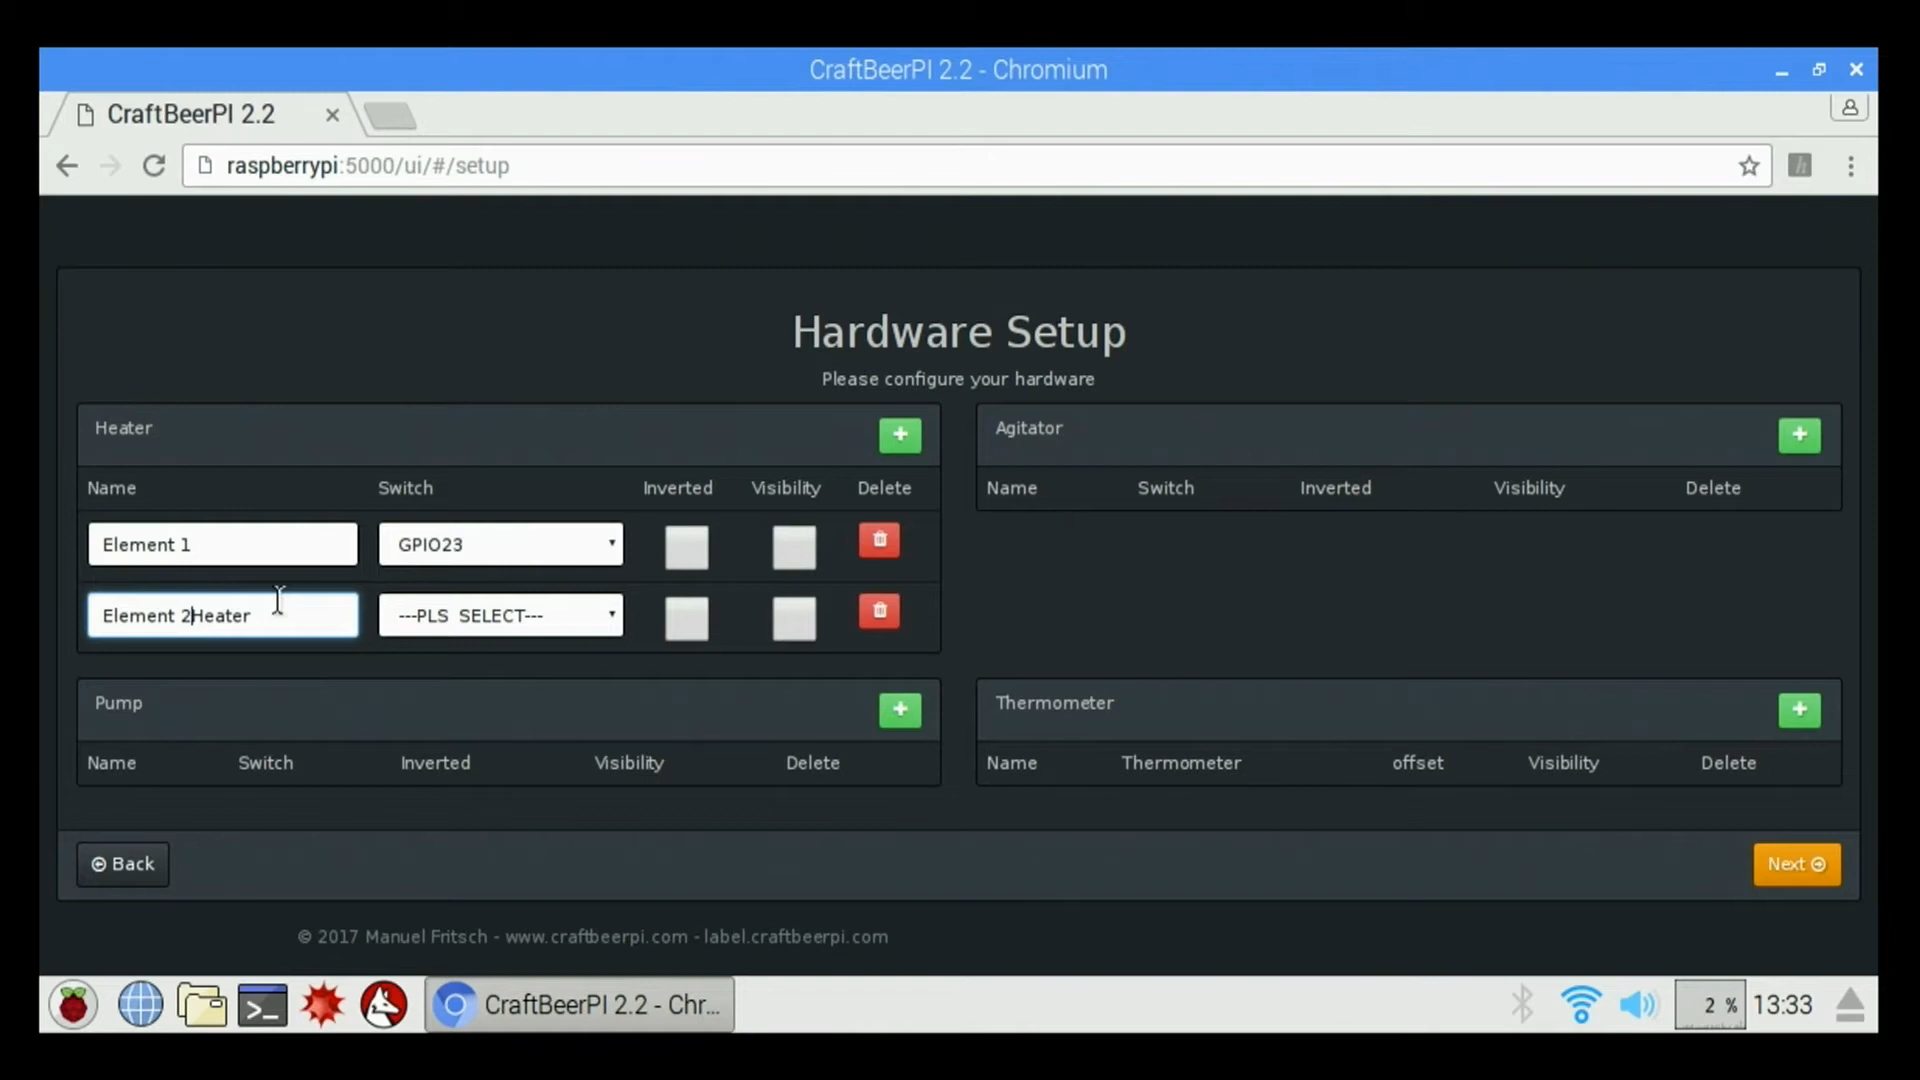 CraftBeerPI 2.2 - Chromium
CraftBeerPI 2.2
raspberrypi:5000/ui/#/setup
Hardware Setup
Please configure your hardware
Heater
Name Switch Inverted Visibility Delete
Element 1 GPIO23
Element 2Heater ---PLS SELECT---
Agitator
Name Switch Inverted Visibility Delete
Pump
Name Switch Inverted Visibility Delete
Thermometer
Name Thermometer offset Visibility Delete
Back
Next
© 2017 Manuel Fritsch - www.craftbeerpi.com - label.craftbeerpi.com
CraftBeerPI 2.2 - Chr...
2 %
13:33